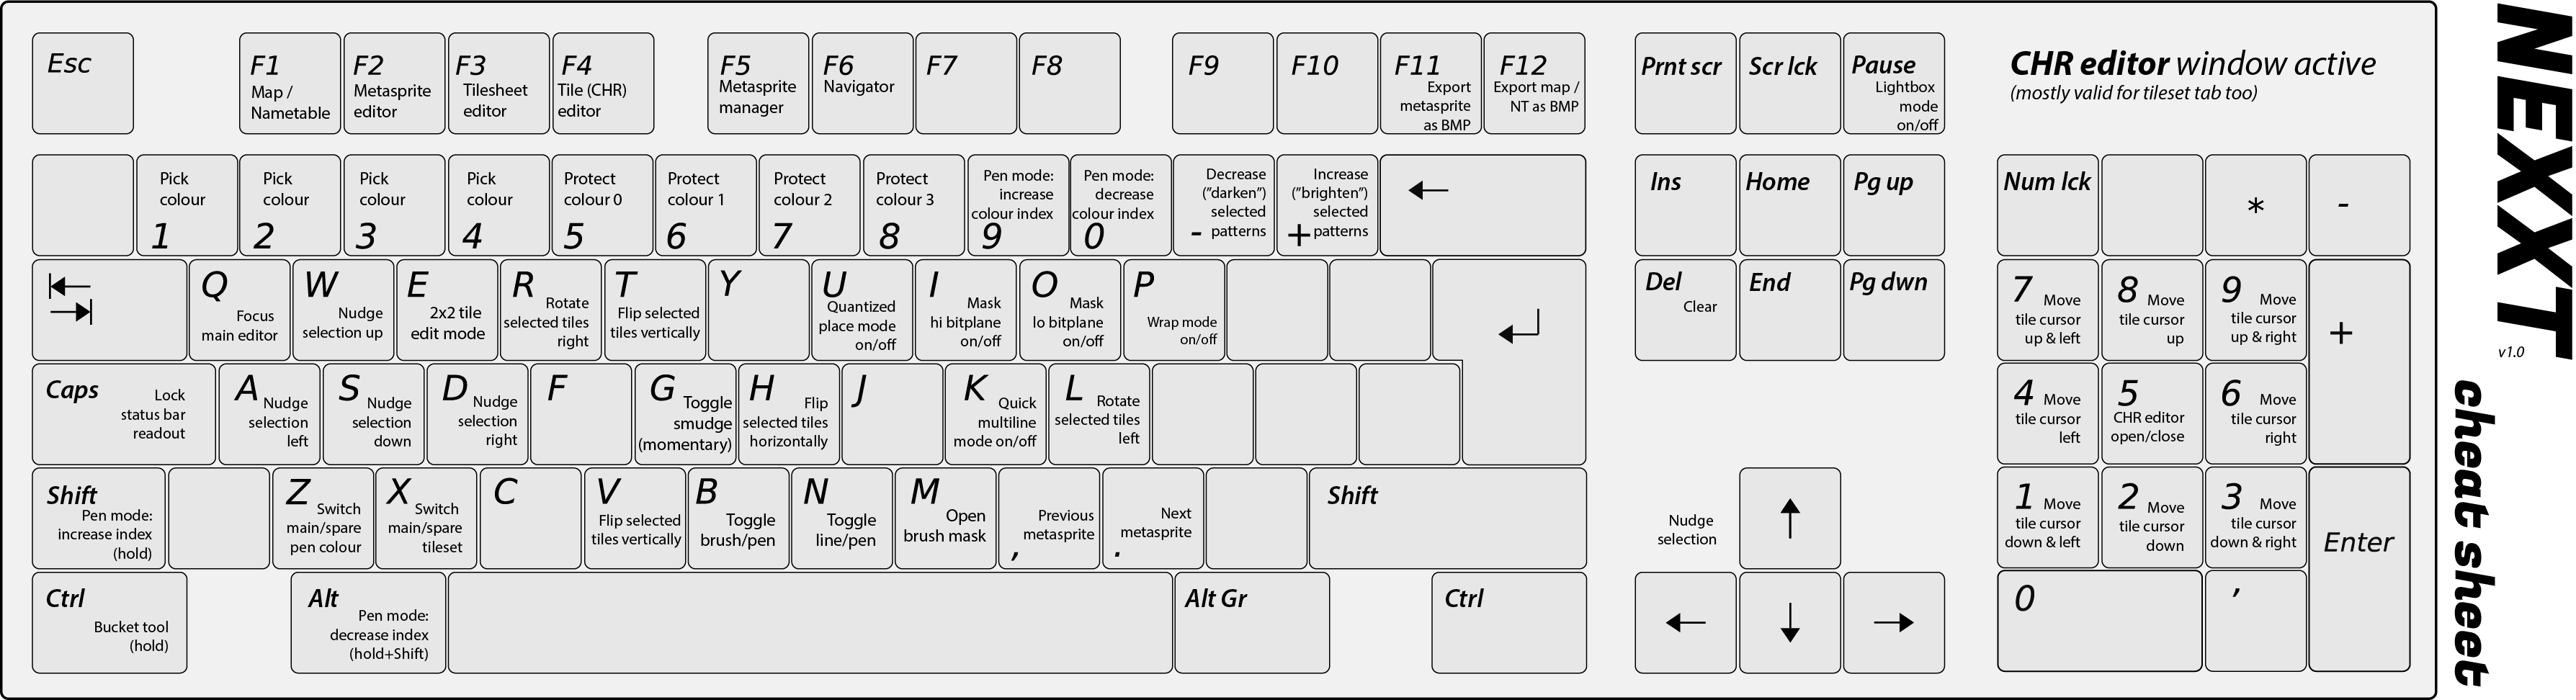 Esc
F1
Map /
Nametable
F2
Metasprite
editor
F3
Tilesheet
editor
F4
Tile (CHR)
editor
F5
Metasprite
manager
F6
Navigator
F7
F8
F9
F10
F11
Export
metasprite
as BMP
F12
Export map /
NT as BMP
Prnt scr
Scr lck
Pause
Lightbox
mode
on/off
CHR editor window active
(mostly valid for tileset tab too)
Pick
colour
1
Pick
colour
2
Pick
colour
3
Pick
colour
4
Protect
colour 0
5
Protect
colour 1
6
Protect
colour 2
7
Protect
colour 3
8
Pen mode:
increase
colour index
9
Pen mode:
decrease
colour index
0
Decrease
("darken")
selected
- patterns
Increase
("brighten")
selected
+ patterns
←
Ins
Home
Pg up
Num lck
*
-
Q
Focus
main editor
W
Nudge
selection up
E
2x2 tile
edit mode
R
Rotate
selected tiles
right
T
Flip selected
tiles vertically
Y
U
Quantized
place mode
on/off
I
Mask
hi bitplane
on/off
O
Mask
lo bitplane
on/off
P
Wrap mode
on/off
Del
Clear
End
Pg dwn
7 Move
tile cursor
up & left
8 Move
tile cursor
up
9 Move
tile cursor
up & right
+
Caps
Lock
status bar
readout
A Nudge
selection
left
S Nudge
selection
down
D Nudge
selection
right
F
G Toggle
smudge
(momentary)
H Flip
selected tiles
horizontally
J
K Quick
multiline
mode on/off
L Rotate
selected tiles
left
4 Move
tile cursor
left
5
CHR editor
open/close
6 Move
tile cursor
right
Shift
Pen mode:
increase index
(hold)
Z Switch
main/spare
pen colour
X Switch
main/spare
tileset
C
V
Flip selected
tiles vertically
B
Toggle
brush/pen
N
Toggle
line/pen
M
Open
brush mask
Previous
metasprite
,
Next
metasprite
.
Shift
Nudge
selection
↑
1 Move
tile cursor
down & left
2 Move
tile cursor
down
3 Move
tile cursor
down & right
Enter
Ctrl
Bucket tool
(hold)
Alt
Pen mode:
decrease index
(hold+Shift)
Alt Gr
Ctrl
←
↓
→
0
,
NEXXT
v1.0
cheat sheet